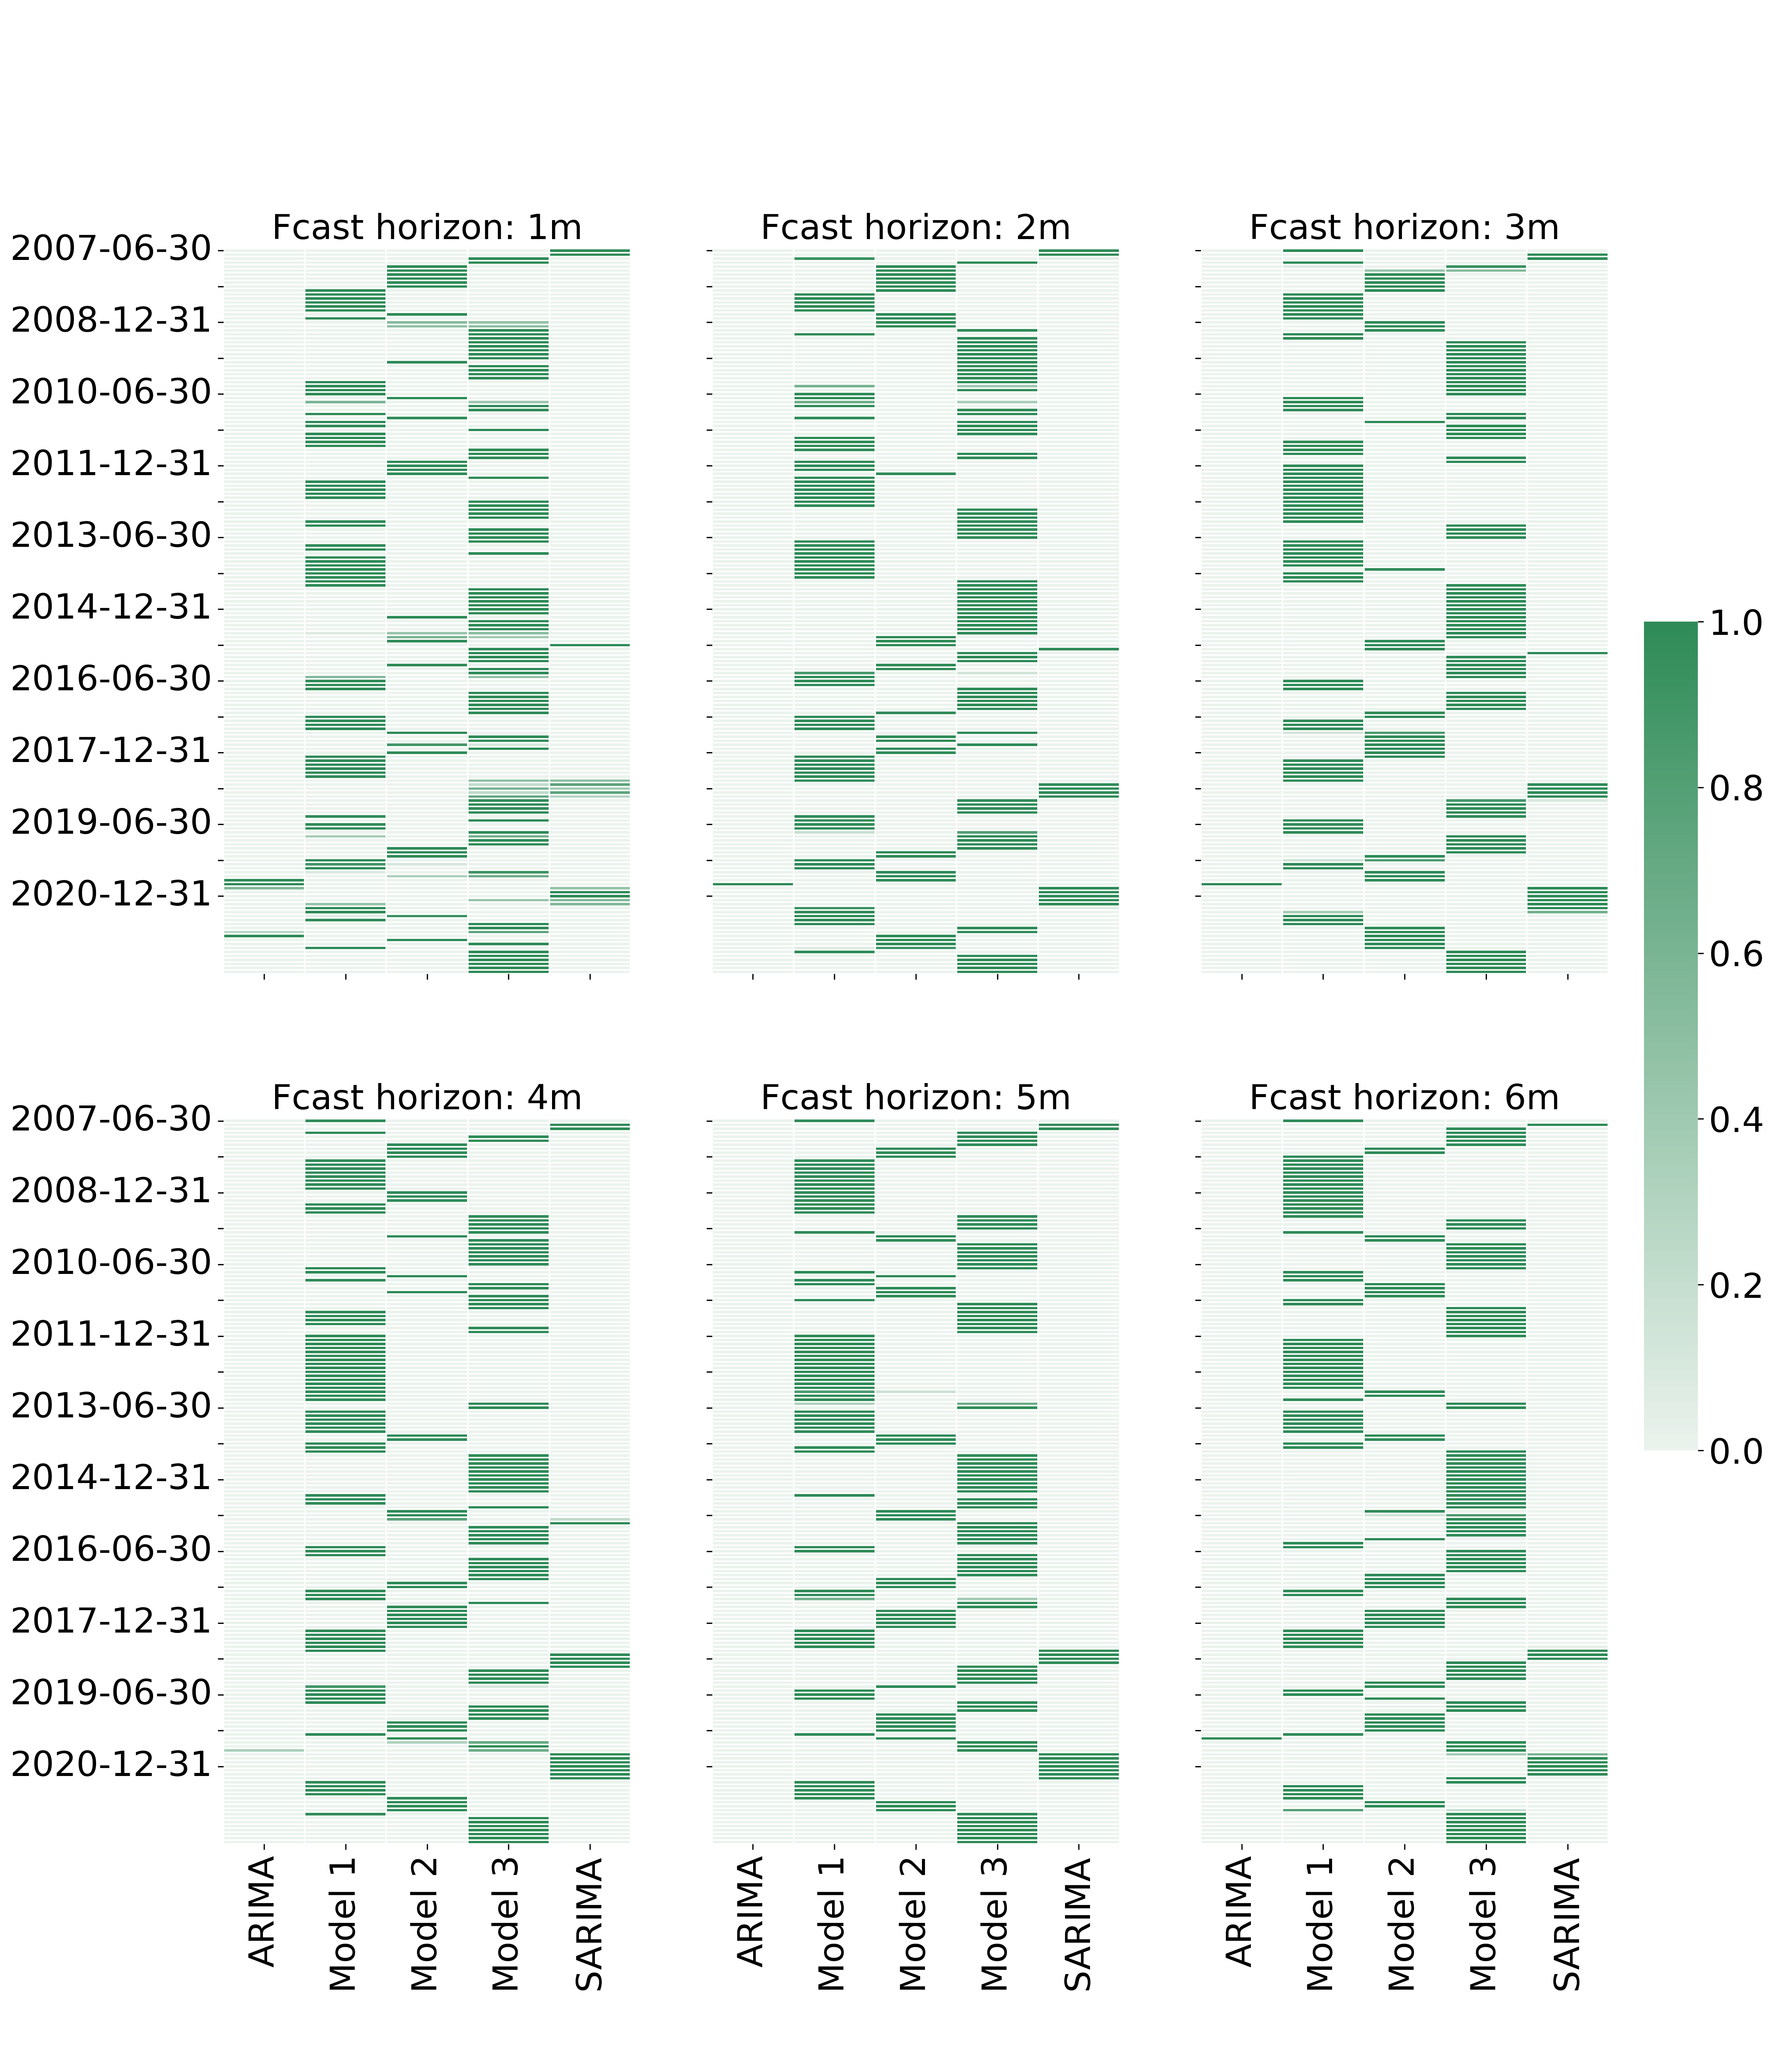 Fcast horizon: 1m
Fcast horizon: 2m
Fcast horizon: 3m
2007-06-30
2008-12-31
2010-06-30
2011-12-31
2013-06-30
2014-12-31
2016-06-30
2017-12-31
2019-06-30
2020-12-31
Fcast horizon: 4m
Fcast horizon: 5m
Fcast horizon: 6m
2007-06-30
2008-12-31
2010-06-30
2011-12-31
2013-06-30
2014-12-31
2016-06-30
2017-12-31
2019-06-30
2020-12-31
ARIMA
Model 1
Model 2
Model 3
SARIMA
ARIMA
Model 1
Model 2
Model 3
SARIMA
ARIMA
Model 1
Model 2
Model 3
SARIMA
1.0
0.8
0.6
0.4
0.2
0.0